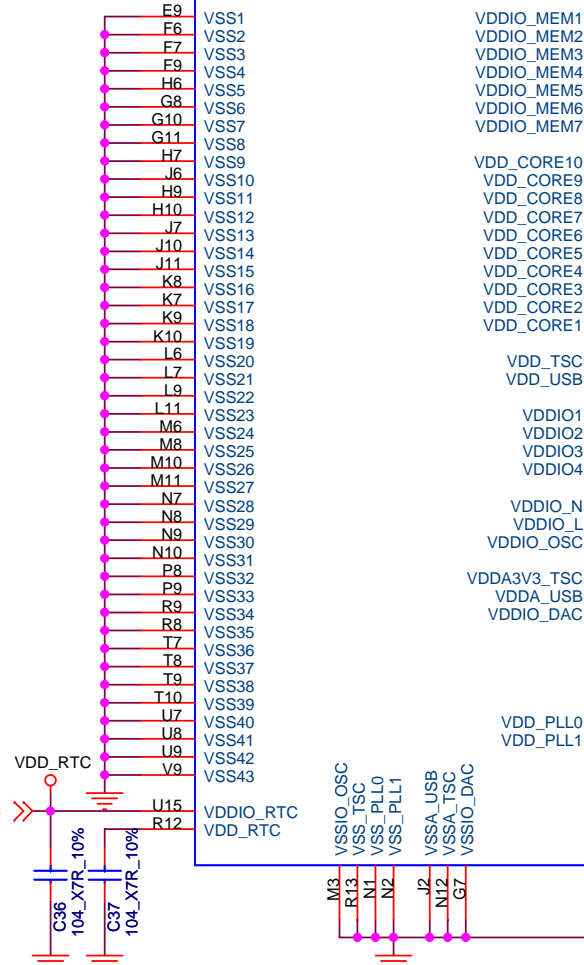 E9 VSS1 VDDIO_MEM1
F6 VSS2 VDDIO_MEM2
F7 VSS3 VDDIO_MEM3
F9 VSS4 VDDIO_MEM4
H6 VSS5 VDDIO_MEM5
G8 VSS6 VDDIO_MEM6
G10 VSS7 VDDIO_MEM7
G11 VSS8
H7 VSS9 VDD_CORE10
J6 VSS10 VDD_CORE9
H9 VSS11 VDD_CORE8
H10 VSS12 VDD_CORE7
J7 VSS13 VDD_CORE6
J10 VSS14 VDD_CORE5
J11 VSS15 VDD_CORE4
K8 VSS16 VDD_CORE3
K7 VSS17 VDD_CORE2
K9 VSS18 VDD_CORE1
K10 VSS19
L6 VSS20 VDD_TSC
L7 VSS21 VDD_USB
L9 VSS22
L11 VSS23 VDDIO1
M6 VSS24 VDDIO2
M8 VSS25 VDDIO3
M10 VSS26 VDDIO4
M11 VSS27
N7 VSS28 VDDIO_N
N8 VSS29 VDDIO_L
N9 VSS30 VDDIO_OSC
N10 VSS31
P8 VSS32 VDDA3V3_TSC
P9 VSS33 VDDA_USB
R9 VSS34 VDDIO_DAC
R8 VSS35
T7 VSS36
T8 VSS37
T9 VSS38
T10 VSS39
U7 VSS40 VDD_PLL0
U8 VSS41 VDD_PLL1
U9 VSS42
V9 VSS43
VDD_RTC
U15 VDDIO_RTC
R12 VDD_RTC
C36
104_X7R_10%
C37
104_X7R_10%
VSSIO_OSC
VSS_TSC
VSS_PLL0
VSS_PLL1
VSSA_USB
VSSA_TSC
VSSIO_DAC
M3
R13
N1
N2
J2
N12
G7